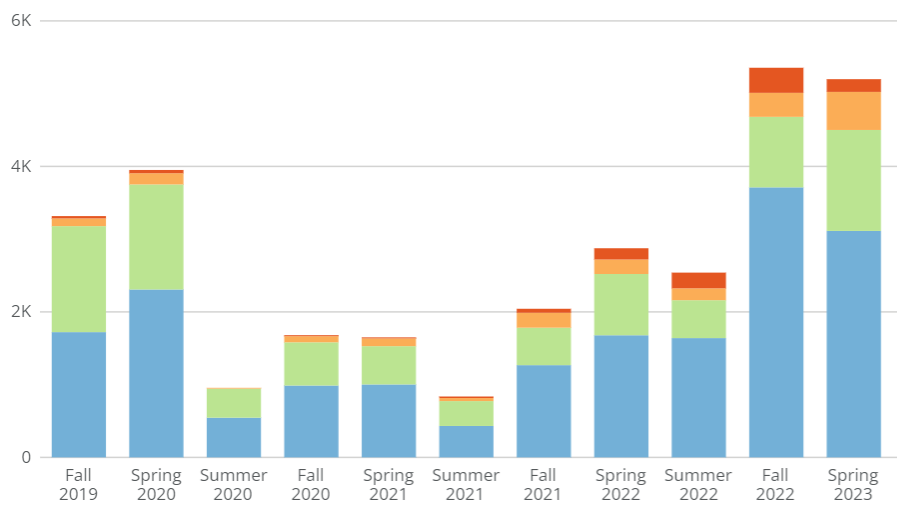 6K
4K
2K
0
Fall Spring Summer Fall Spring Summer Fall Spring Summer Fall Spring
2019 2020 2020 2020 2021 2021 2021 2022 2022 2022 2023